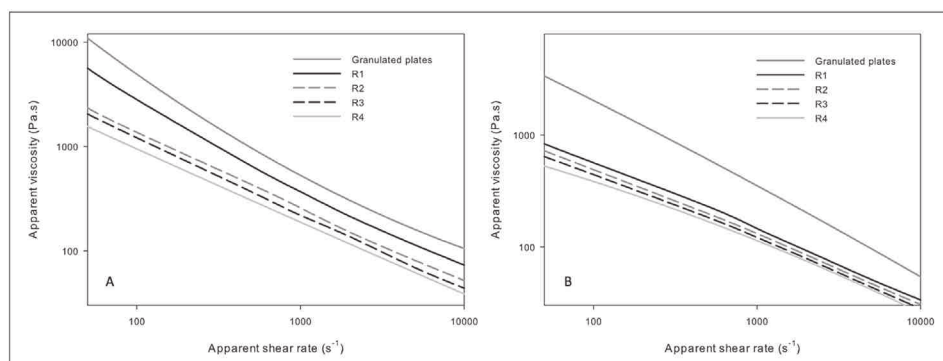 10000
1000
100
Apparent viscosity (Pa.s)
Granulated plates
R1
R2
R3
R4
A
100
1000
10000
Apparent shear rate (s⁻¹)
1000
100
Apparent viscosity (Pa.s)
Granulated plates
R1
R2
R3
R4
B
100
1000
10000
Apparent shear rate (s⁻¹)